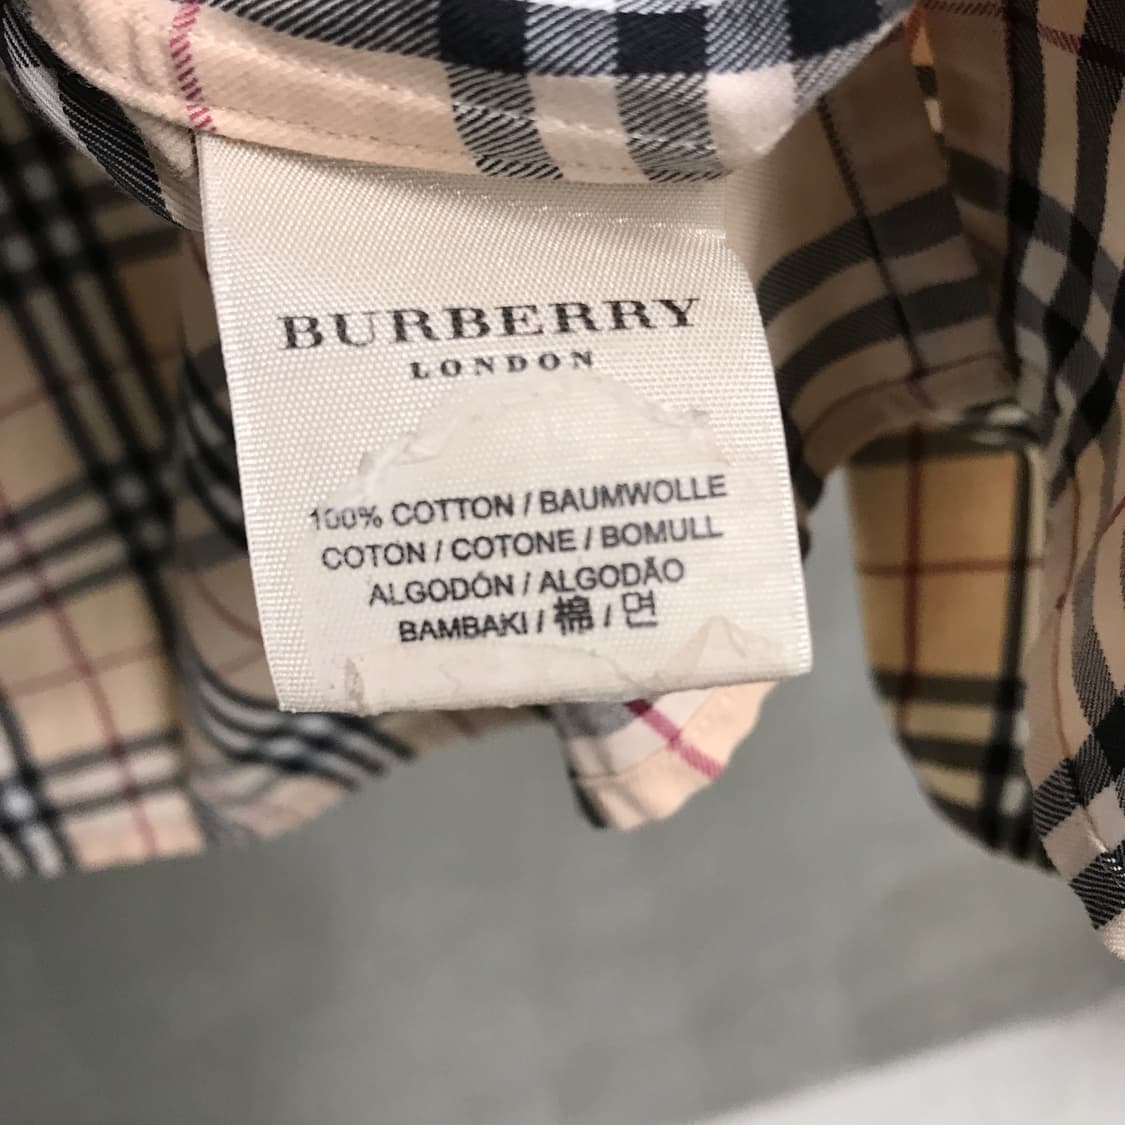 BURBERRY
LONDON
100% COTTON / BAUMWOLLE
COTON / COTONE / BOMULL
ALGODÓN / ALGODÃO
BAMBAKI / 棉 / 면